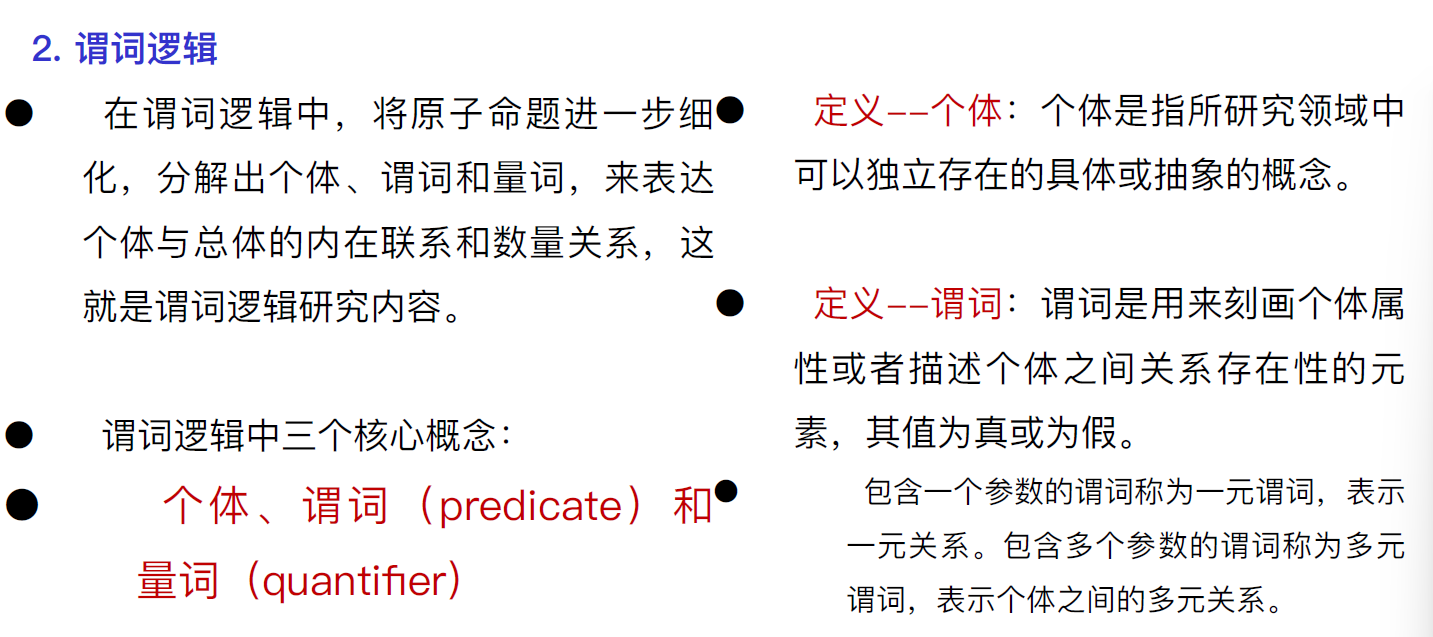 2. 谓词逻辑
● 在谓词逻辑中，将原子命题进一步细
化，分解出个体、谓词和量词，来表达
个体与总体的内在联系和数量关系，这
就是谓词逻辑研究内容。
● 谓词逻辑中三个核心概念：
● 个体、谓词（predicate）和
量词（quantifier）
● 定义--个体：个体是指所研究领域中
可以独立存在的具体或抽象的概念。
● 定义--谓词：谓词是用来刻画个体属
性或者描述个体之间关系存在性的元
素，其值为真或为假。
● 包含一个参数的谓词称为一元谓词，表示
一元关系。包含多个参数的谓词称为多元
谓词，表示个体之间的多元关系。